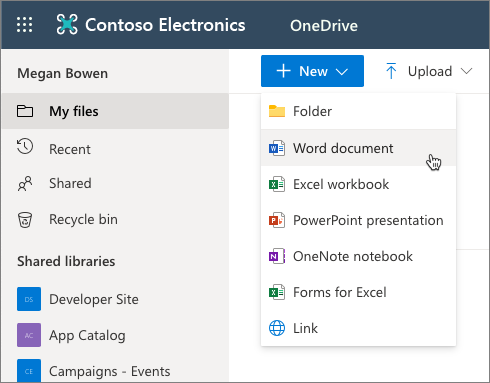 Contoso Electronics OneDrive
Megan Bowen
My files
Recent
Shared
Recycle bin
Shared libraries
DS Developer Site
AC App Catalog
CE Campaigns - Events
+ New Upload
Folder
Word document
Excel workbook
PowerPoint presentation
OneNote notebook
Forms for Excel
Link